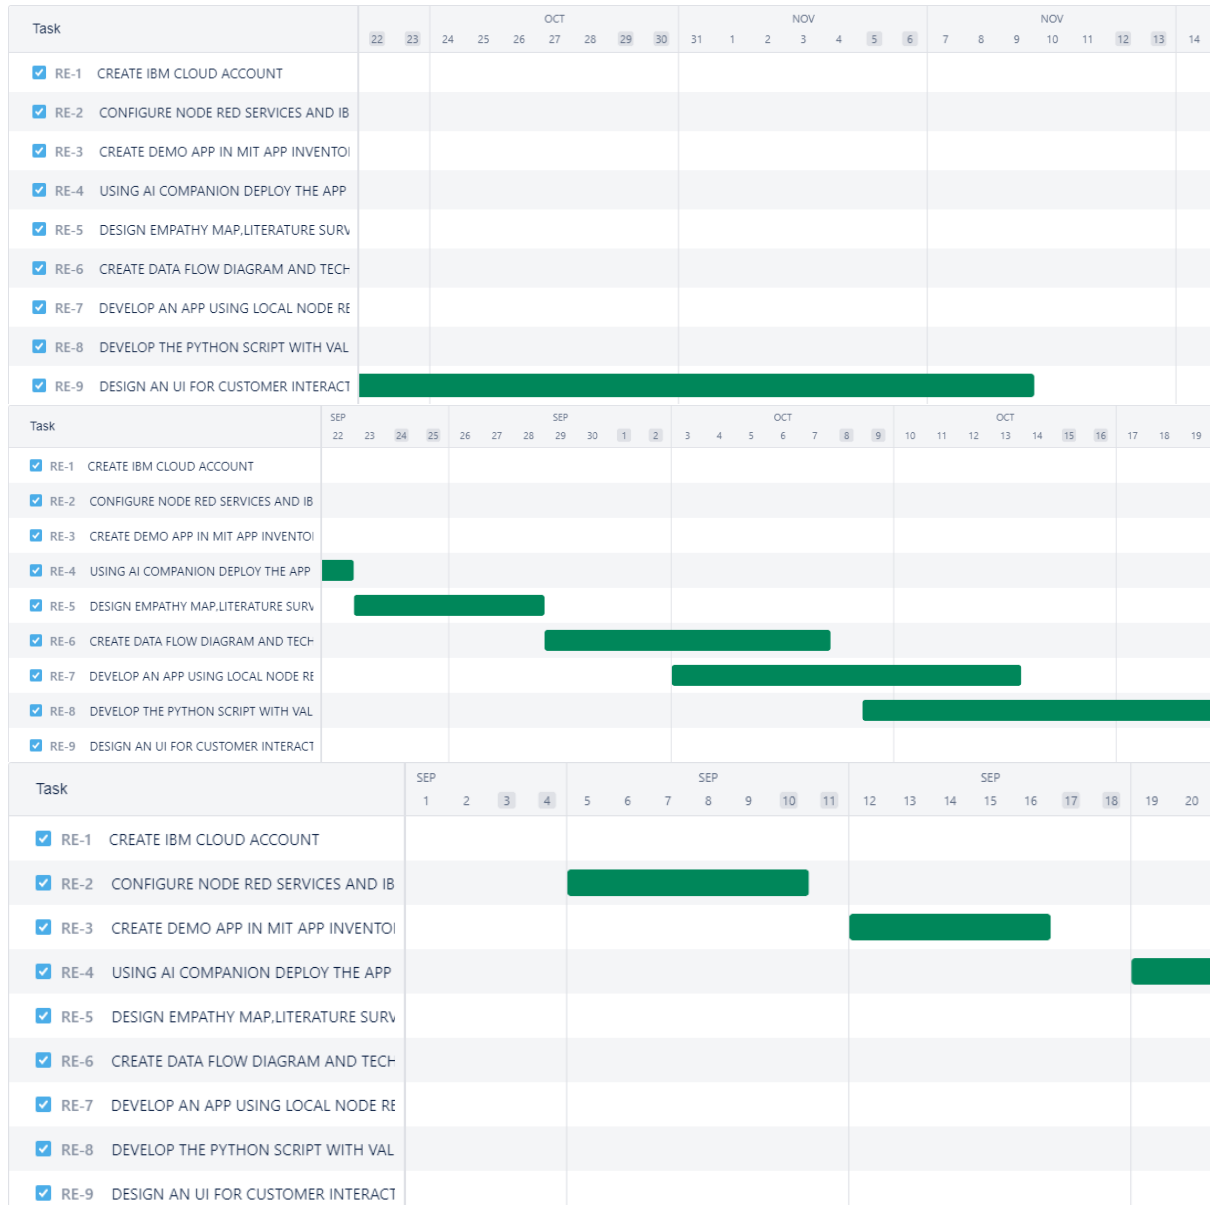 Task
OCT NOV NOV
22 23 24 25 26 27 28 29 30 31 1 2 3 4 5 6 7 8 9 10 11 12 13 14
RE-1 CREATE IBM CLOUD ACCOUNT
RE-2 CONFIGURE NODE RED SERVICES AND IB
RE-3 CREATE DEMO APP IN MIT APP INVENTO
RE-4 USING AI COMPANION DEPLOY THE APP
RE-5 DESIGN EMPATHY MAP,LITERATURE SURV
RE-6 CREATE DATA FLOW DIAGRAM AND TECH
RE-7 DEVELOP AN APP USING LOCAL NODE RE
RE-8 DEVELOP THE PYTHON SCRIPT WITH VAL
RE-9 DESIGN AN UI FOR CUSTOMER INTERACT
Task
SEP SEP OCT OCT
22 23 24 25 26 27 28 29 30 1 2 3 4 5 6 7 8 9 10 11 12 13 14 15 16 17 18 19
RE-1 CREATE IBM CLOUD ACCOUNT
RE-2 CONFIGURE NODE RED SERVICES AND IB
RE-3 CREATE DEMO APP IN MIT APP INVENTO
RE-4 USING AI COMPANION DEPLOY THE APP
RE-5 DESIGN EMPATHY MAP,LITERATURE SURV
RE-6 CREATE DATA FLOW DIAGRAM AND TECH
RE-7 DEVELOP AN APP USING LOCAL NODE RE
RE-8 DEVELOP THE PYTHON SCRIPT WITH VAL
RE-9 DESIGN AN UI FOR CUSTOMER INTERACT
Task
SEP SEP SEP
1 2 3 4 5 6 7 8 9 10 11 12 13 14 15 16 17 18 19 20
RE-1 CREATE IBM CLOUD ACCOUNT
RE-2 CONFIGURE NODE RED SERVICES AND IB
RE-3 CREATE DEMO APP IN MIT APP INVENTO
RE-4 USING AI COMPANION DEPLOY THE APP
RE-5 DESIGN EMPATHY MAP,LITERATURE SURV
RE-6 CREATE DATA FLOW DIAGRAM AND TECH
RE-7 DEVELOP AN APP USING LOCAL NODE RE
RE-8 DEVELOP THE PYTHON SCRIPT WITH VAL
RE-9 DESIGN AN UI FOR CUSTOMER INTERACT